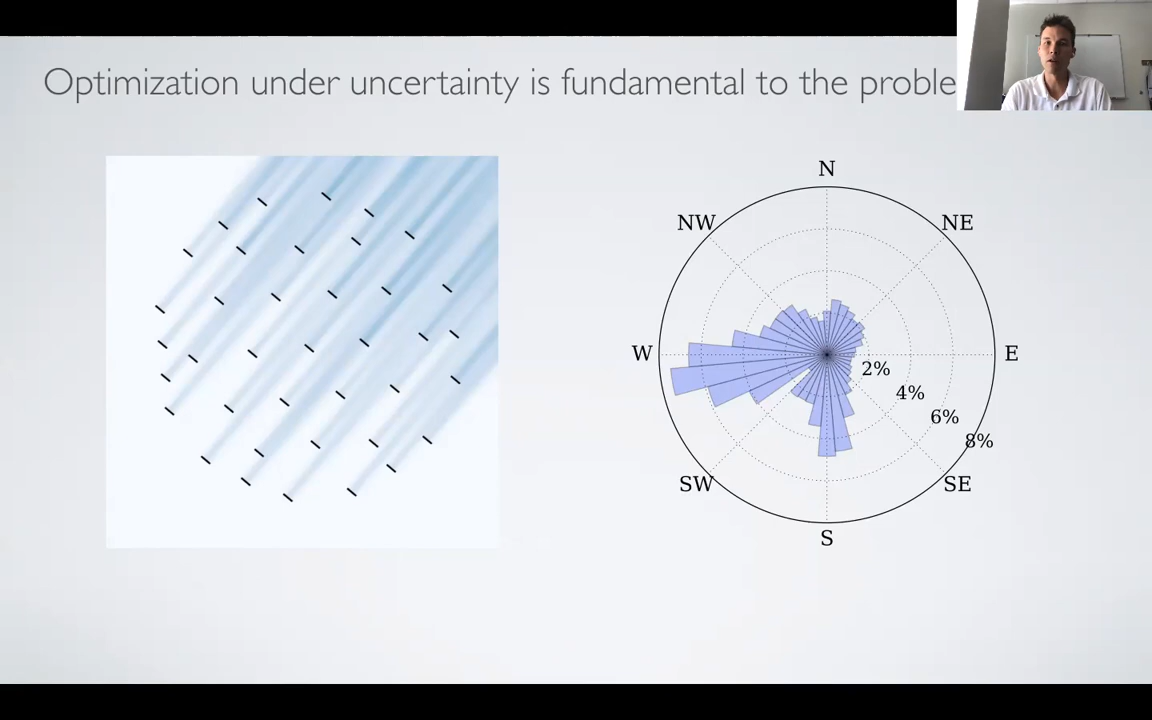 Optimization under uncertainty is fundamental to the proble
N
NW
NE
W
E
2%
4%
6%
8%
SW
SE
S